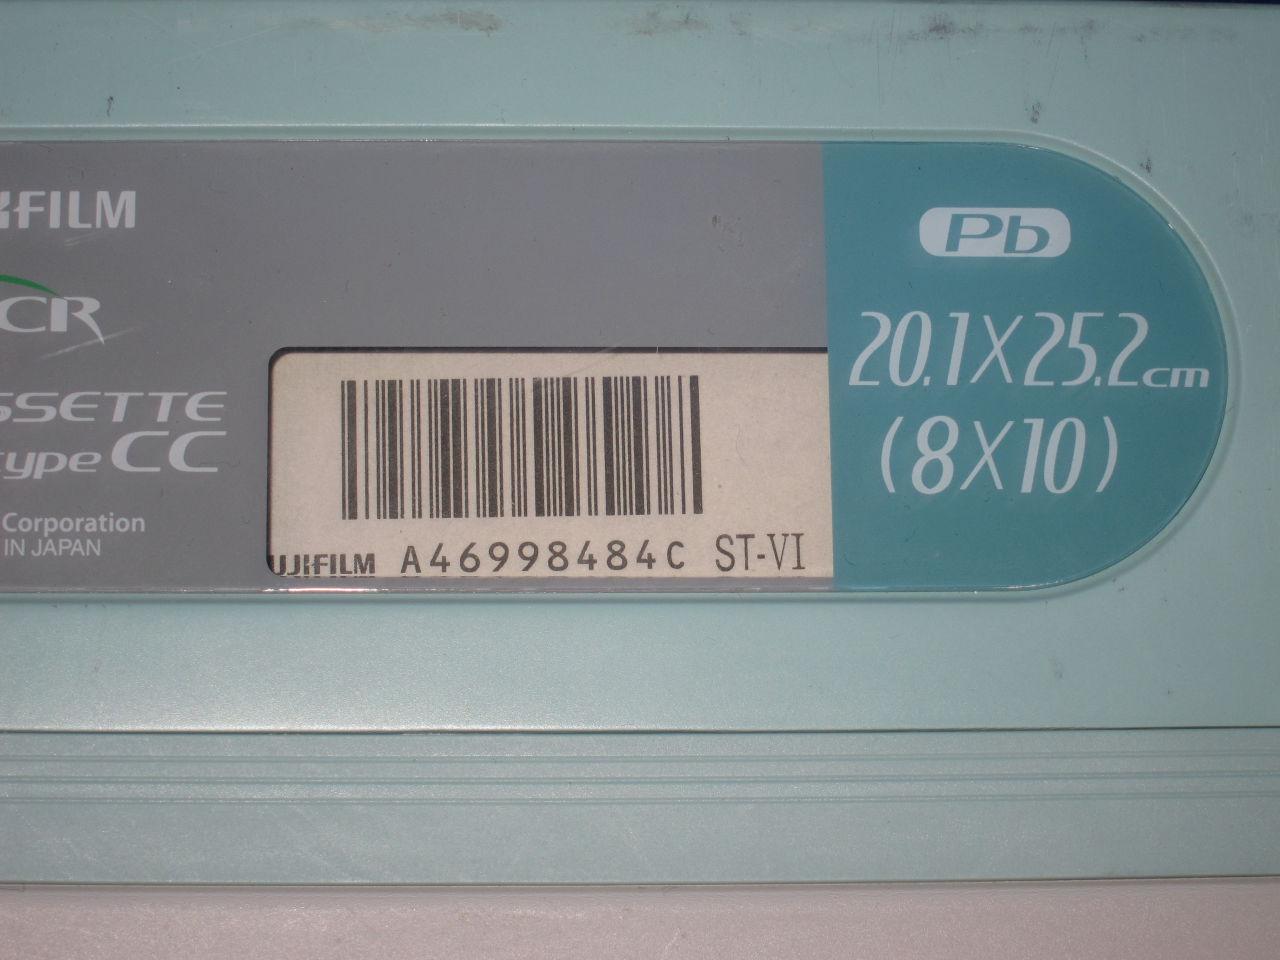 FILM
CR
SSETTE
type CC
Corporation
IN JAPAN
UJIFILM A46998484C ST-VI
Pb
20.1X25.2cm
(8X10)